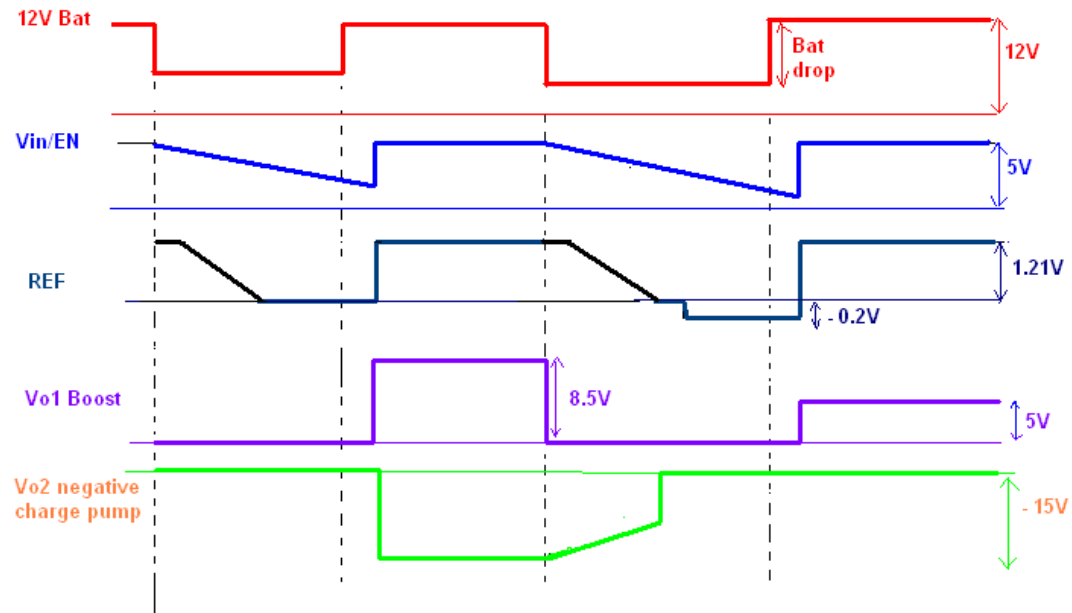 12V Bat
Bat
drop
12V
Vin/EN
5V
REF
1.21V
- 0.2V
Vo1 Boost
8.5V
5V
Vo2 negative
charge pump
- 15V